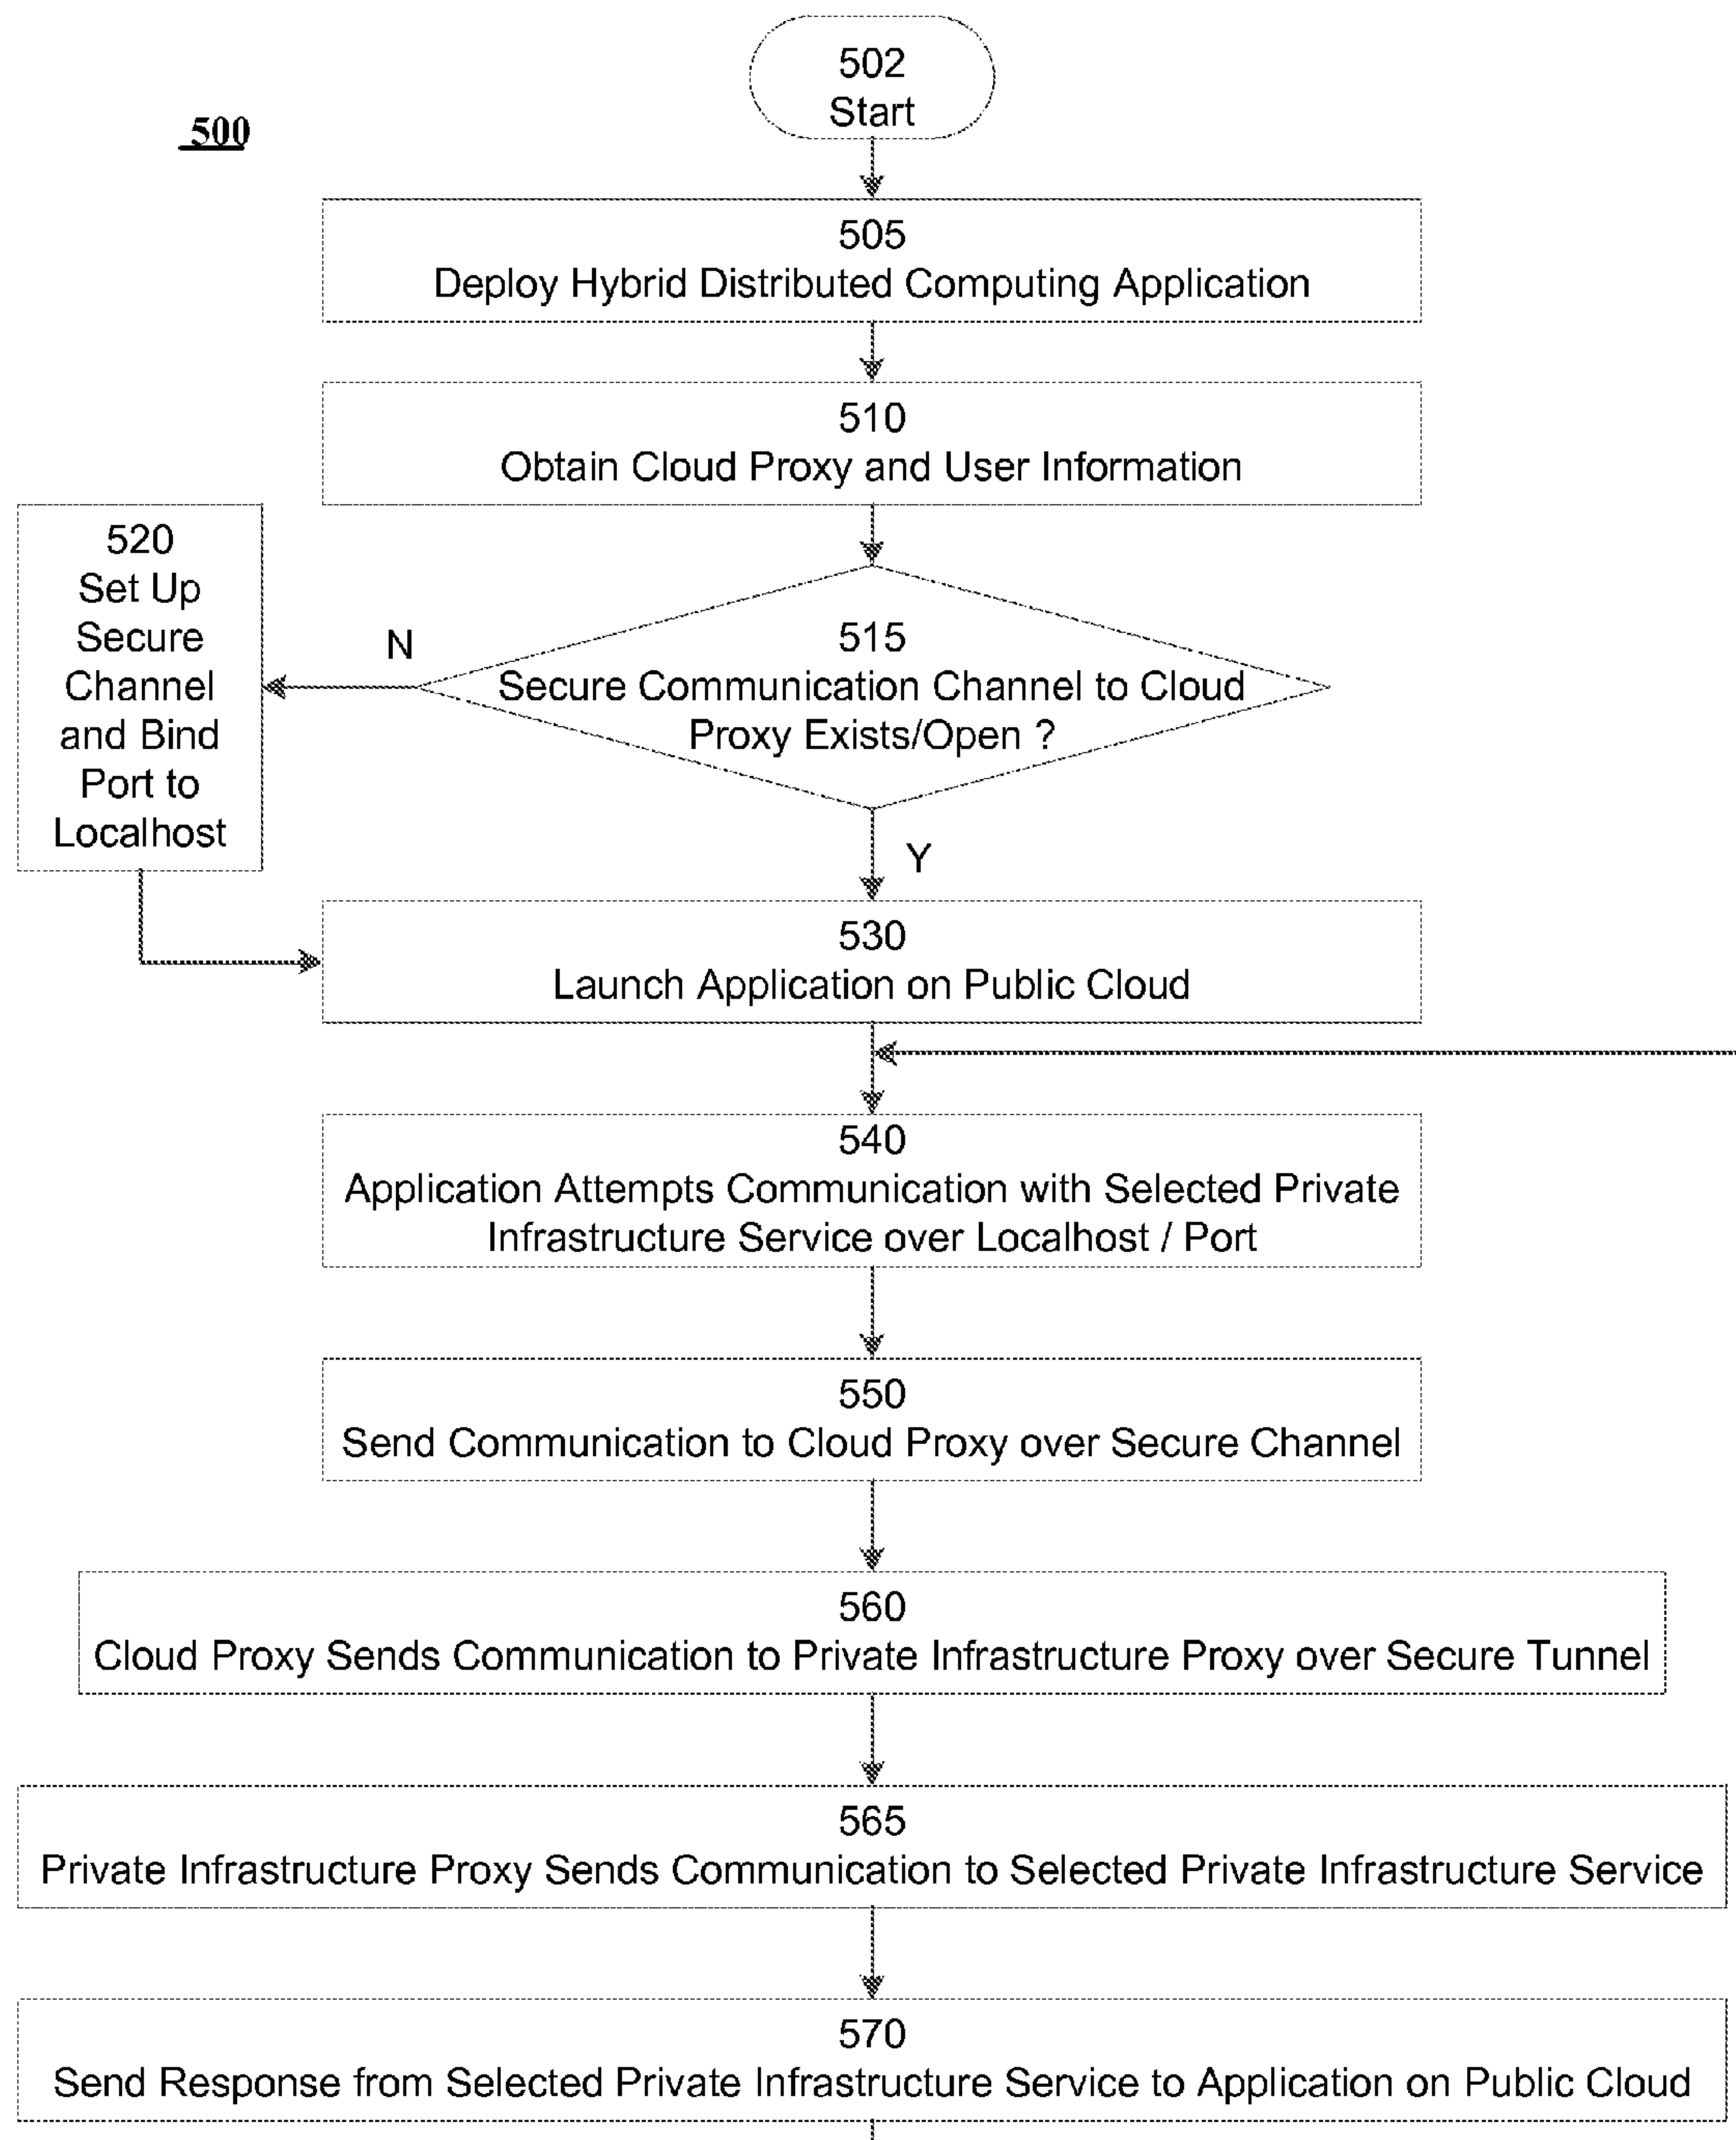 502
Start
500
505
Deploy Hybrid Distributed Computing Application
510
Obtain Cloud Proxy and User Information
520
Set Up
Secure
Channel
and Bind
Port to
Localhost
N
515
Secure Communication Channel to Cloud
Proxy Exists/Open ?
Y
530
Launch Application on Public Cloud
540
Application Attempts Communication with Selected Private
Infrastructure Service over Localhost / Port
550
Send Communication to Cloud Proxy over Secure Channel
560
Cloud Proxy Sends Communication to Private Infrastructure Proxy over Secure Tunnel
565
Private Infrastructure Proxy Sends Communication to Selected Private Infrastructure Service
570
Send Response from Selected Private Infrastructure Service to Application on Public Cloud